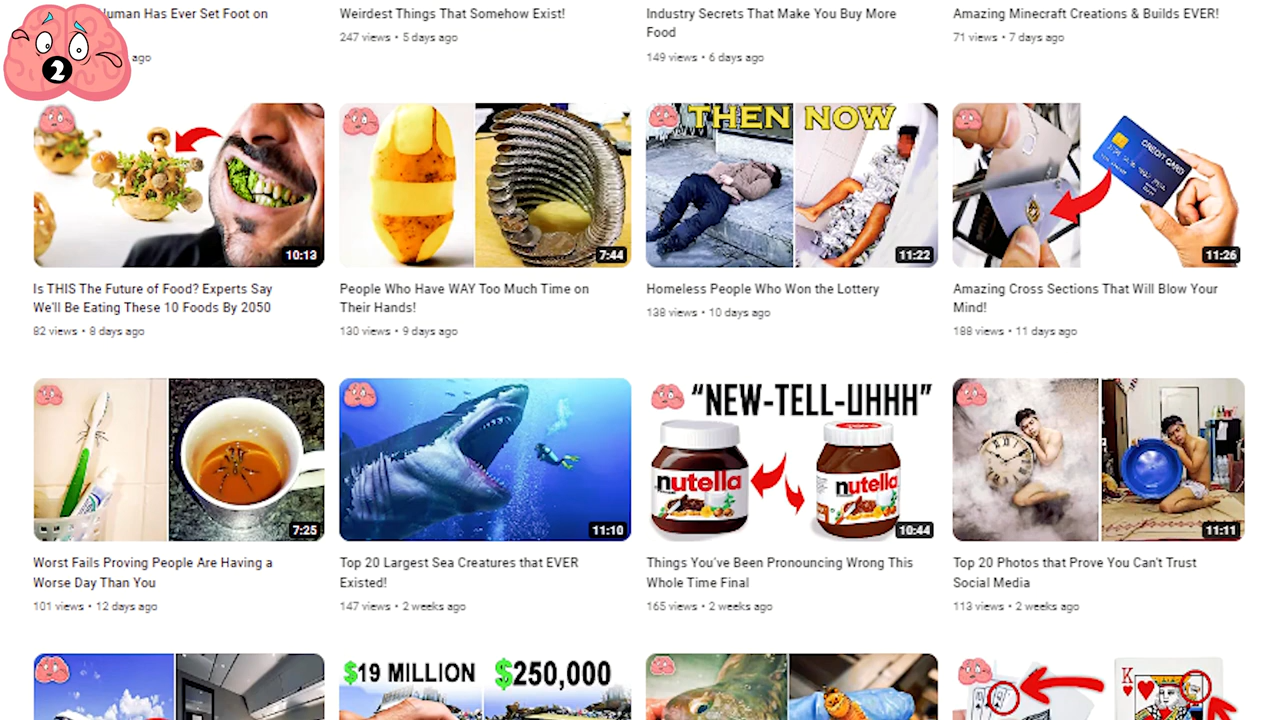 uman Has Ever Set Foot on
ago
2
Weirdest Things That Somehow Exist!
247 views • 5 days ago
Industry Secrets That Make You Buy More
Food
149 views • 6 days ago
Amazing Minecraft Creations & Builds EVER!
71 views • 7 days ago
10:13
Is THIS The Future of Food? Experts Say
We'll Be Eating These 10 Foods By 2050
82 views • 8 days ago
7:44
People Who Have WAY Too Much Time on
Their Hands!
130 views • 9 days ago
THEN NOW
11:22
Homeless People Who Won the Lottery
138 views • 10 days ago
CREDIT CARD
11:26
Amazing Cross Sections That Will Blow Your
Mind!
188 views • 11 days ago
7:25
Worst Fails Proving People Are Having a
Worse Day Than You
101 views • 12 days ago
11:10
Top 20 Largest Sea Creatures that EVER
Existed!
147 views • 2 weeks ago
“NEW-TELL-UHHH”
nutella
nutella
10:44
Things You've Been Pronouncing Wrong This
Whole Time Final
165 views • 2 weeks ago
11:11
Top 20 Photos that Prove You Can't Trust
Social Media
113 views • 2 weeks ago
$19 MILLION
$250,000
K